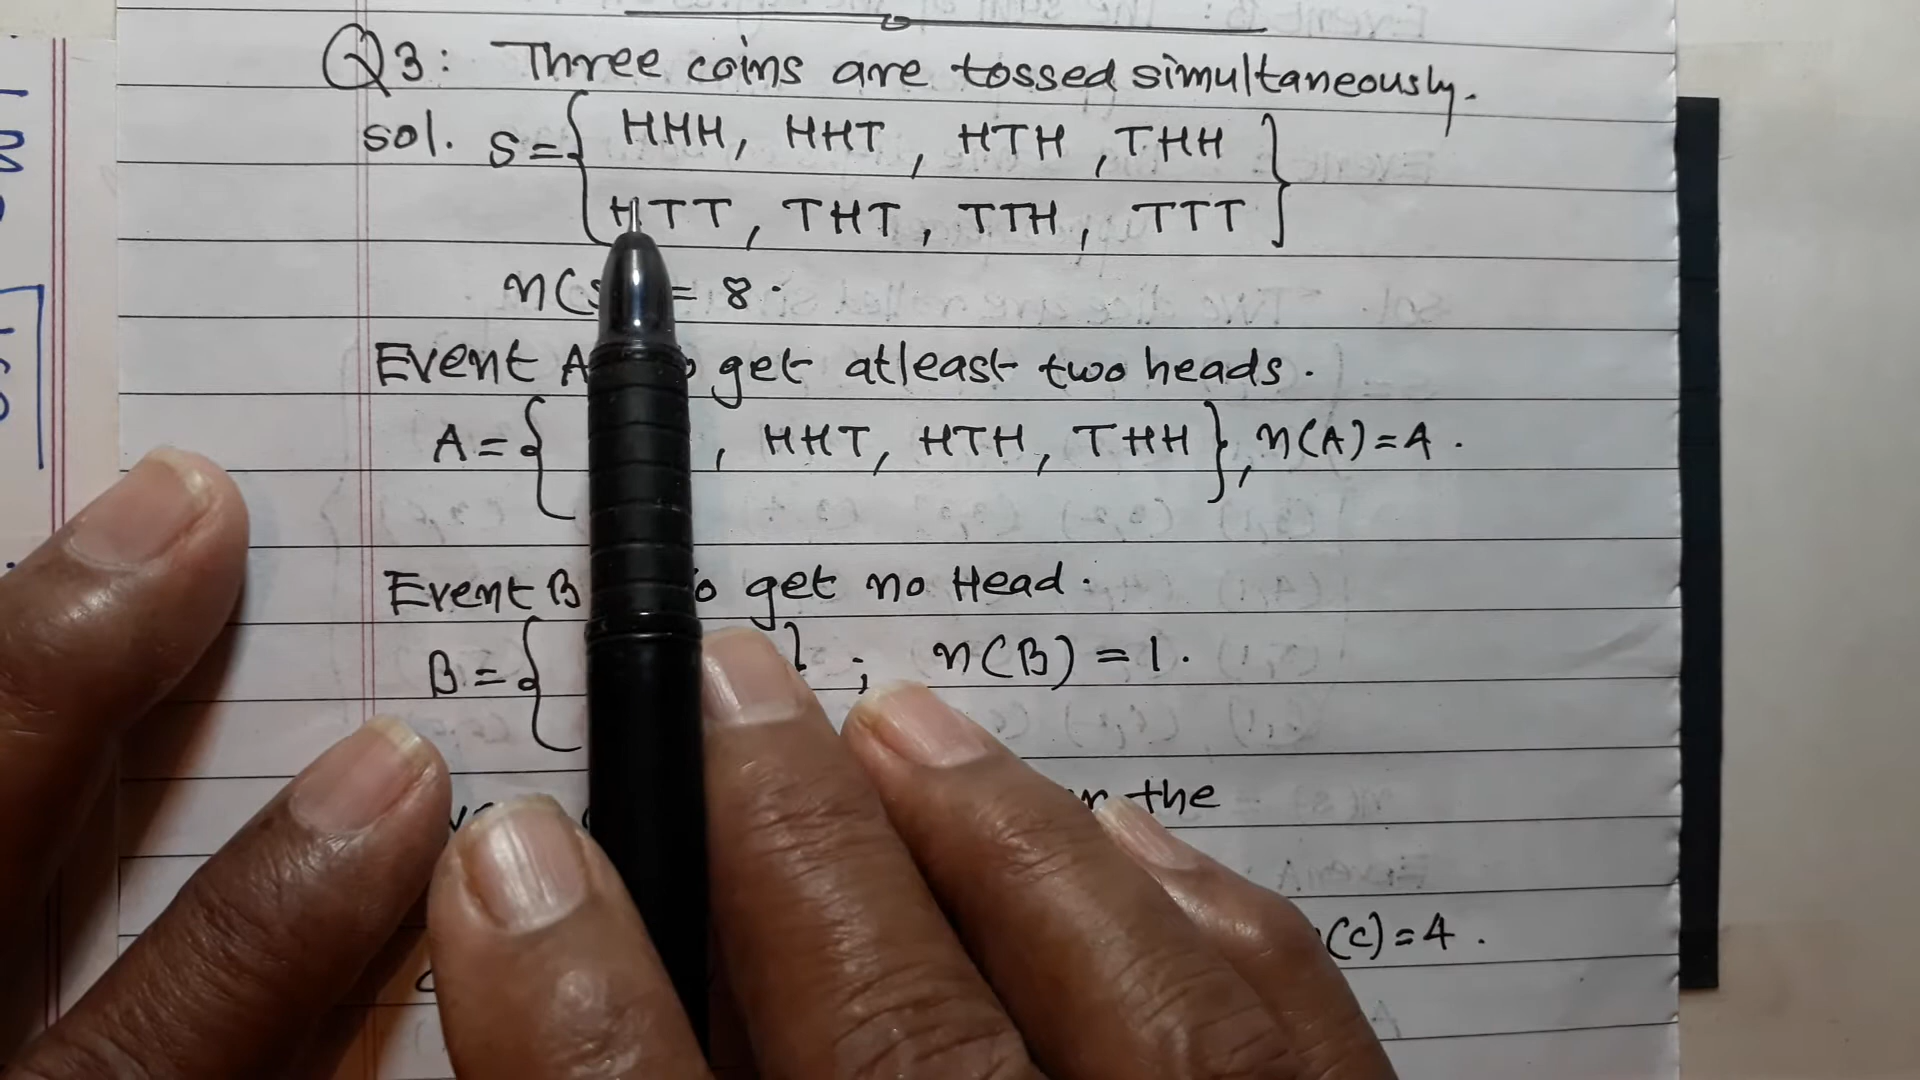 Q3: Three coins are tossed simultaneously.
sol. S = { HHH, HHT, HTH, THH
HTT, THT, TTH, TTT }
n(S = 8.
Event A get atleast two heads.
A = { , HHT, HTH, THH }, n(A) = 4.
Event B get no Head.
B = { } ; n(B) = 1.
the
(C) = 4.